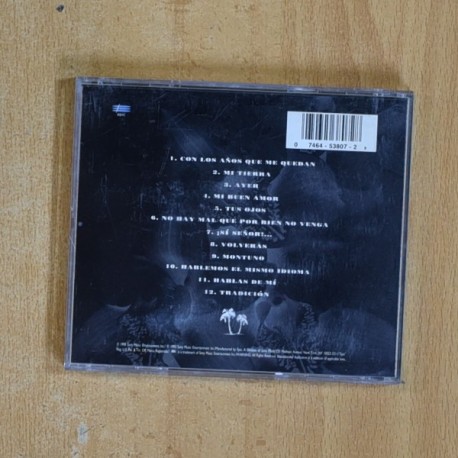 epic
0 7464-53807-2 8
1. CON LOS AÑOS QUE ME QUEDAN
2. MI TIERRA
3. AYER
4. MI BUEN AMOR
5. TUS OJOS
6. NO HAY MAL QUE POR BIEN NO VENGA
7. ¡SÍ SEÑOR!...
8. VOLVERÁS
9. MONTUNO
10. HABLEMOS EL MISMO IDIOMA
11. HABLAS DE MÍ
12. TRADICIÓN